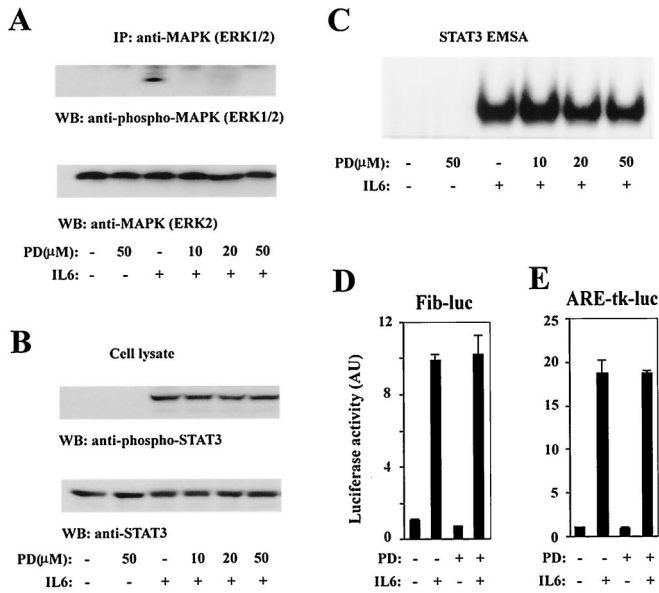 A
IP: anti-MAPK (ERK1/2)
WB: anti-phospho-MAPK (ERK1/2)
WB: anti-MAPK (ERK2)
PD(μM): - 50 - 10 20 50
IL6: - - + + + +
B
Cell lysate
WB: anti-phospho-STAT3
WB: anti-STAT3
PD(μM): - 50 - 10 20 50
IL6: - - + + + +
C
STAT3 EMSA
PD(μM): - 50 - 10 20 50
IL6: - - + + + +
D
Fib-luc
Luciferase activity (AU)
12
10
8
6
4
2
0
PD: - - + +
IL6: - + - +
E
ARE-tk-luc
25
20
15
10
5
0
PD: - - + +
IL6: - + - +